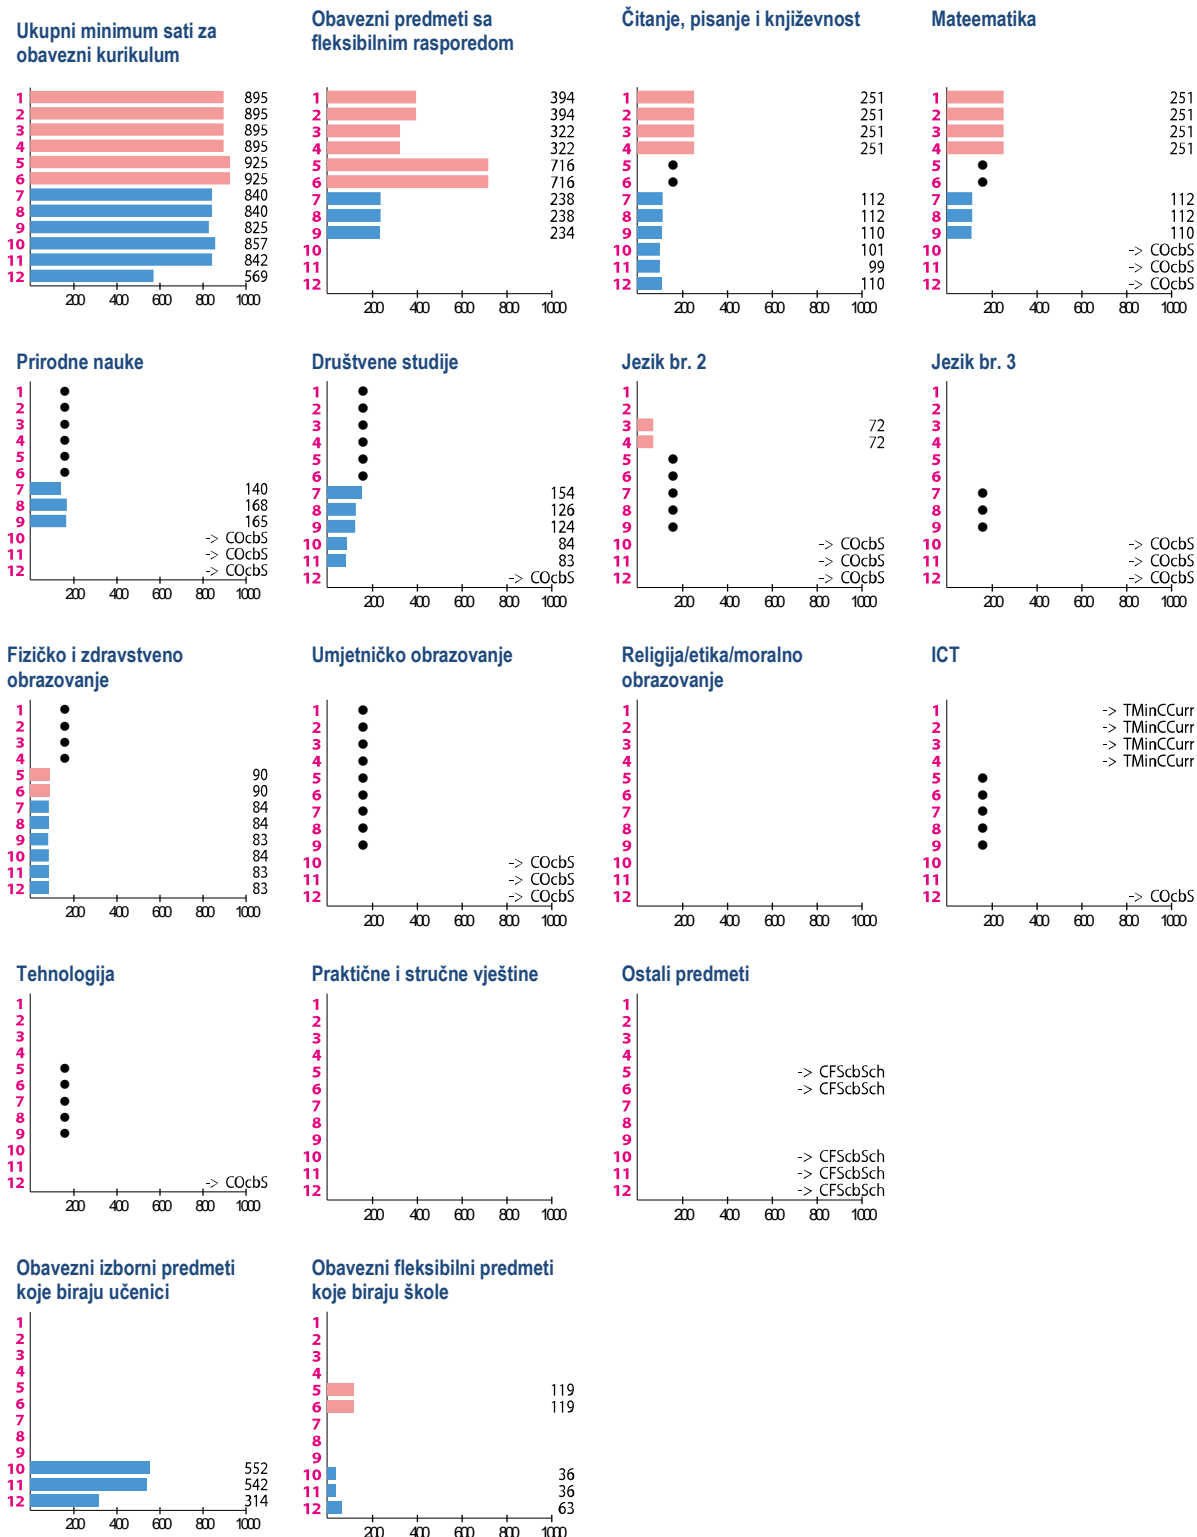 Ukupni minimum sati za
obavezni kurikulum
1 895
2 895
3 895
4 895
5 925
6 925
7 840
8 840
9 825
10 857
11 842
12 569
200 400 600 800 1000
Obavezni predmeti sa
fleksibilnim rasporedom
1 394
2 394
3 322
4 322
5 716
6 716
7 238
8 238
9 234
10
11
12
200 400 600 800 1000
Čitanje, pisanje i književnost
1 251
2 251
3 251
4 251
5
6
7 112
8 112
9 110
10 101
11 99
12 110
200 400 600 800 1000
Mateematika
1 251
2 251
3 251
4 251
5
6
7 112
8 112
9 110
10 -> COcbS
11 -> COcbS
12 -> COcbS
200 400 600 800 1000
Prirodne nauke
1
2
3
4
5
6
7 140
8 168
9 165
10 -> COcbS
11 -> COcbS
12 -> COcbS
200 400 600 800 1000
Društvene studije
1
2
3
4
5
6
7 154
8 126
9 124
10 84
11 83
12 -> COcbS
200 400 600 800 1000
Jezik br. 2
1
2
3 72
4 72
5
6
7
8
9
10 -> COcbS
11 -> COcbS
12 -> COcbS
200 400 600 800 1000
Jezik br. 3
1
2
3
4
5
6
7
8
9
10 -> COcbS
11 -> COcbS
12 -> COcbS
200 400 600 800 1000
Fizičko i zdravstveno
obrazovanje
1
2
3
4
5 90
6 90
7 84
8 84
9 83
10 84
11 83
12 83
200 400 600 800 1000
Umjetničko obrazovanje
1
2
3
4
5
6
7
8
9
10 -> COcbS
11 -> COcbS
12 -> COcbS
200 400 600 800 1000
Religija/etika/moralno
obrazovanje
1
2
3
4
5
6
7
8
9
10
11
12
200 400 600 800 1000
ICT
1 -> TMinCCurr
2 -> TMinCCurr
3 -> TMinCCurr
4 -> TMinCCurr
5
6
7
8
9
10
11
12 -> COcbS
200 400 600 800 1000
Tehnologija
1
2
3
4
5
6
7
8
9
10
11
12 -> COcbS
200 400 600 800 1000
Praktične i stručne vještine
1
2
3
4
5
6
7
8
9
10
11
12
200 400 600 800 1000
Ostali predmeti
1
2
3
4
5 -> CFScbSch
6 -> CFScbSch
7
8
9
10 -> CFScbSch
11 -> CFScbSch
12 -> CFScbSch
200 400 600 800 1000
Obavezni izborni predmeti
koje biraju učenici
1
2
3
4
5
6
7
8
9
10 552
11 542
12 314
200 400 600 800 1000
Obavezni fleksibilni predmeti
koje biraju škole
1
2
3
4
5 119
6 119
7
8
9
10 36
11 36
12 63
200 400 600 800 1000